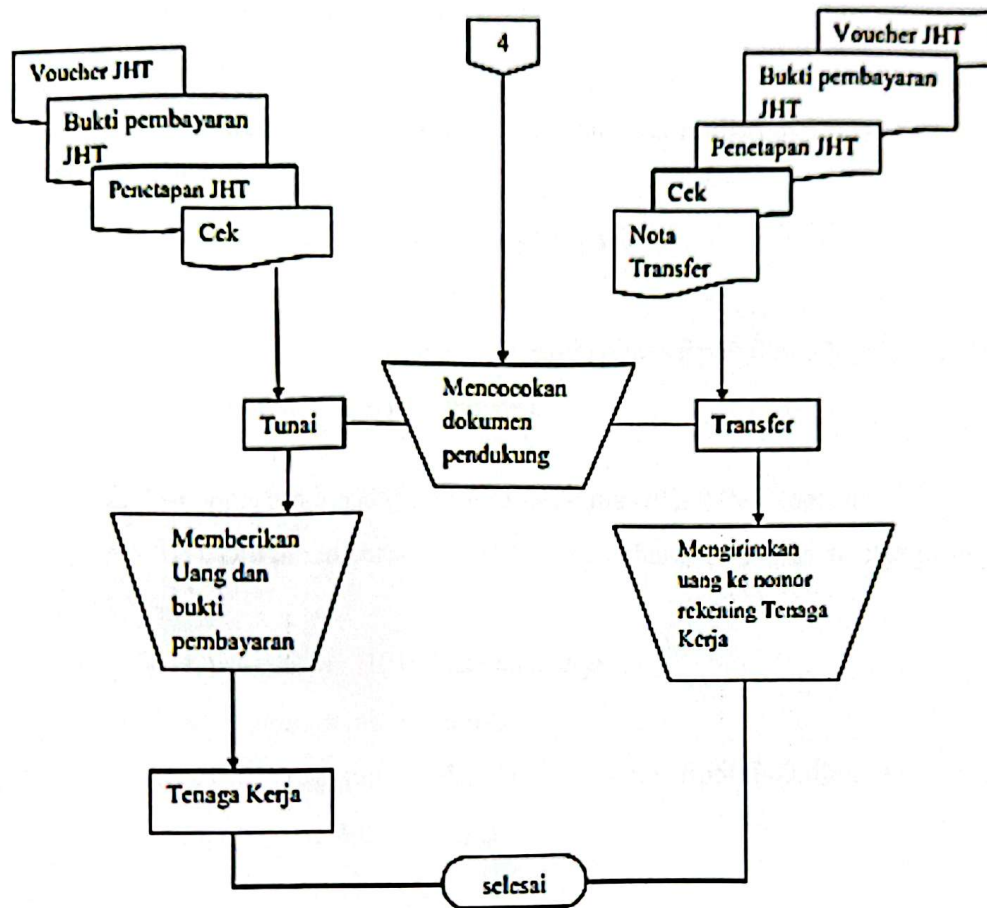 4
Voucher JHT
Bukti pembayaran
JHT
Penetapan JHT
Cek
Voucher JHT
Bukti pembayaran
JHT
Penetapan JHT
Cek
Nota
Transfer
Tunai
Mencocokan
dokumen
pendukung
Transfer
Memberikan
Uang dan
bukti
pembayaran
Mengirimkan
uang ke nomor
rekening Tenaga
Kerja
Tenaga Kerja
selesai